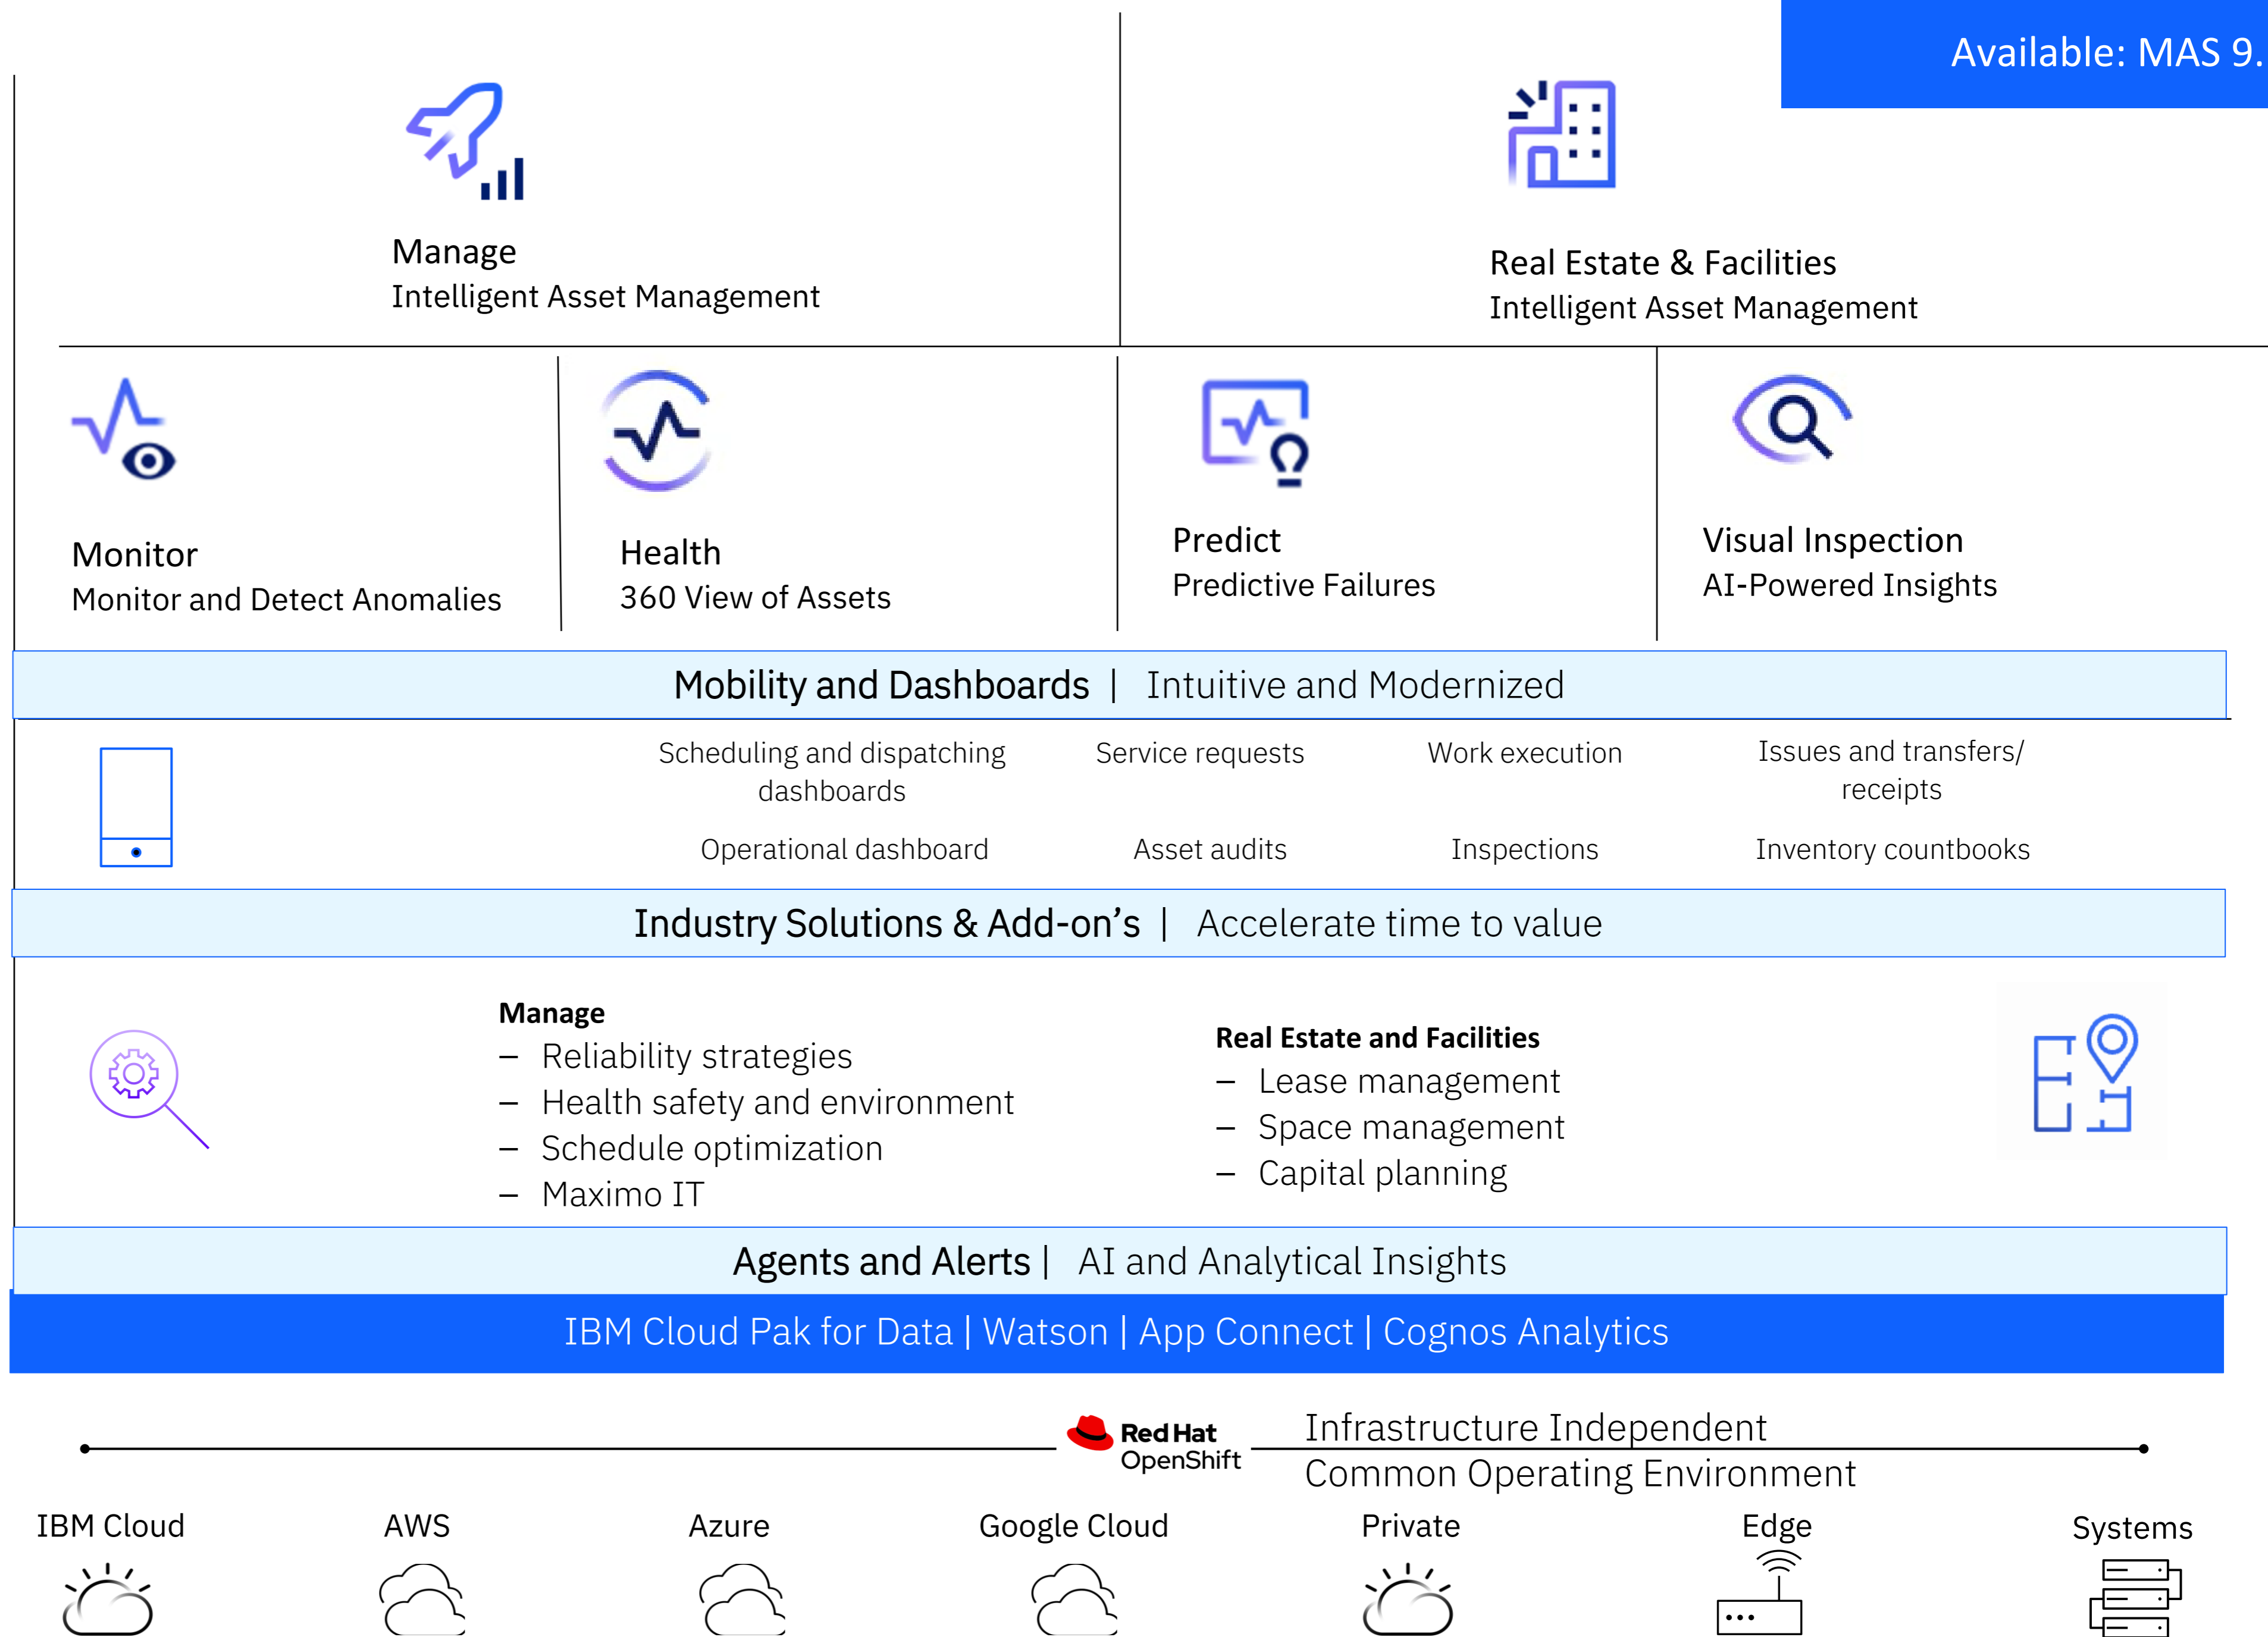 Available: MAS 9.
Manage
Intelligent Asset Management
Real Estate & Facilities
Intelligent Asset Management
Monitor
Monitor and Detect Anomalies
Health
360 View of Assets
Predict
Predictive Failures
Visual Inspection
AI-Powered Insights
Mobility and Dashboards | Intuitive and Modernized
Scheduling and dispatching
dashboards
Service requests
Work execution
Issues and transfers/
receipts
Operational dashboard
Asset audits
Inspections
Inventory countbooks
Industry Solutions & Add-on’s | Accelerate time to value
Manage
– Reliability strategies
– Health safety and environment
– Schedule optimization
– Maximo IT
Real Estate and Facilities
– Lease management
– Space management
– Capital planning
Agents and Alerts | AI and Analytical Insights
IBM Cloud Pak for Data | Watson | App Connect | Cognos Analytics
Red Hat
OpenShift
Infrastructure Independent
Common Operating Environment
IBM Cloud
AWS
Azure
Google Cloud
Private
Edge
Systems